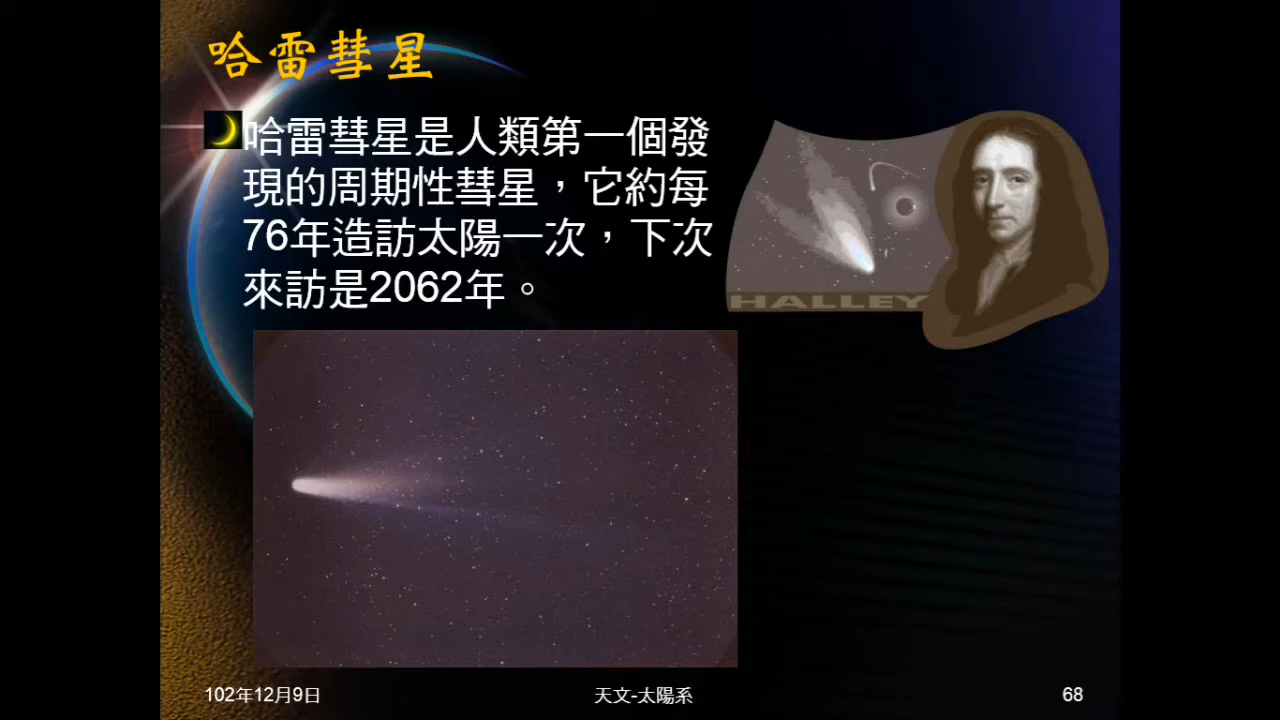 哈雷彗星
哈雷彗星是人類第一個發
現的周期性彗星，它約每
76年造訪太陽一次，下次
來訪是2062年。
HALLEY
102年12月9日
天文-太陽系
68